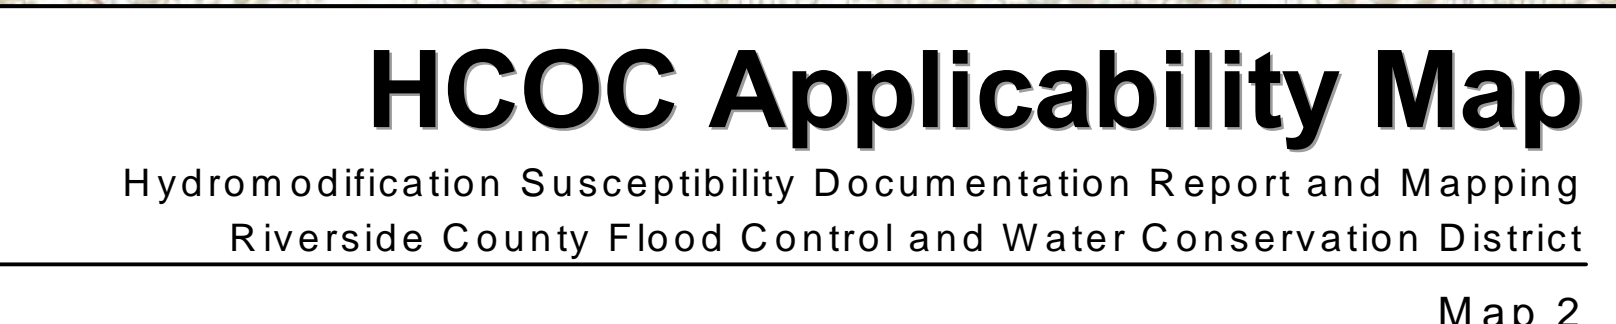 HCOC Applicability Map
Hydromodification Susceptibility Documentation Report and Mapping
Riverside County Flood Control and Water Conservation District
Map 2